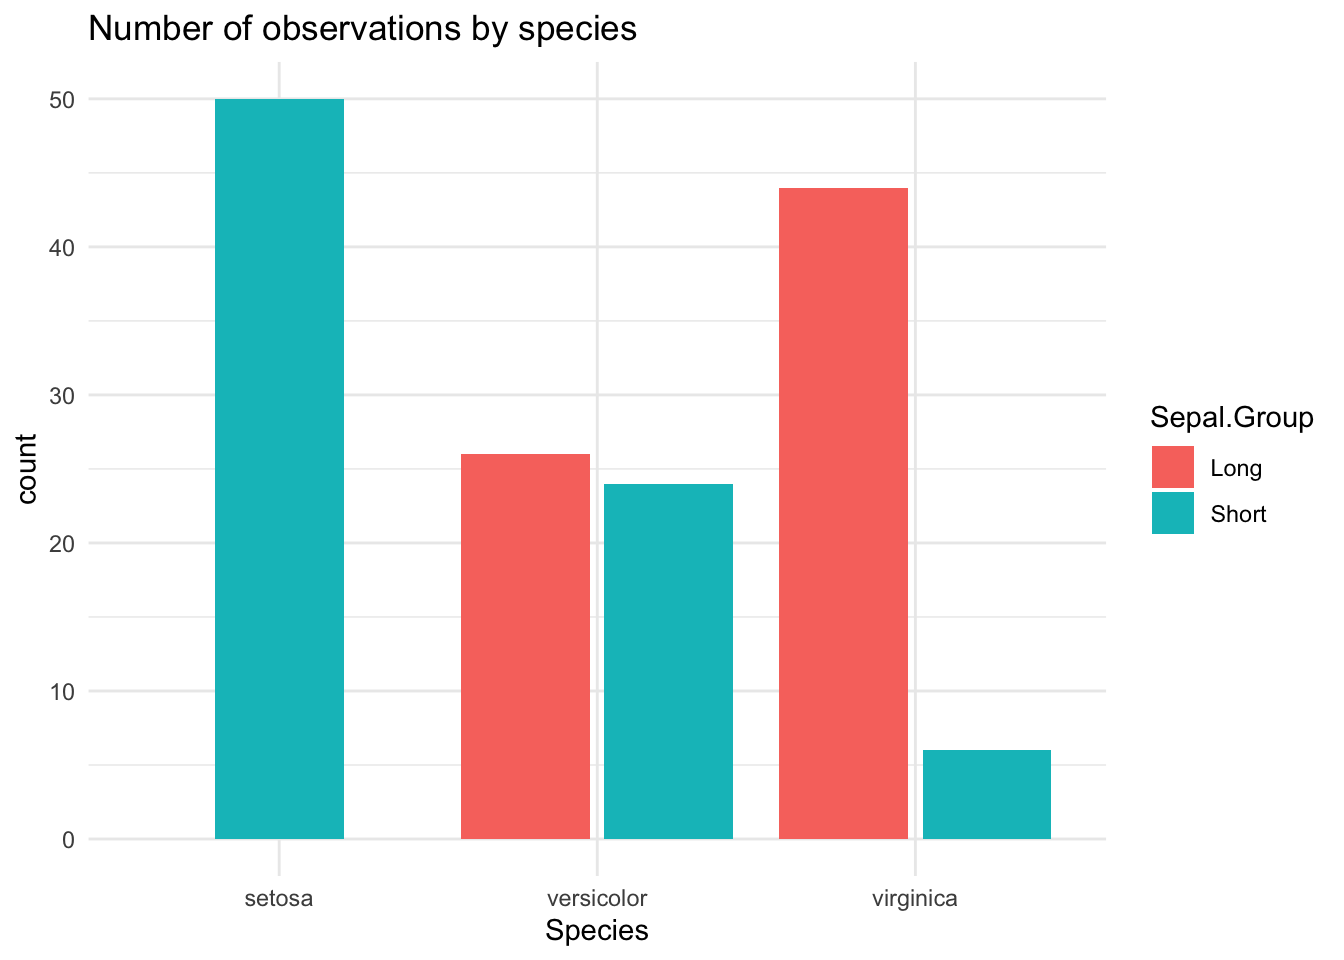 Number of observations by species
50
40
30
20
10
0
count
setosa
versicolor
virginica
Species
Sepal.Group
Long
Short